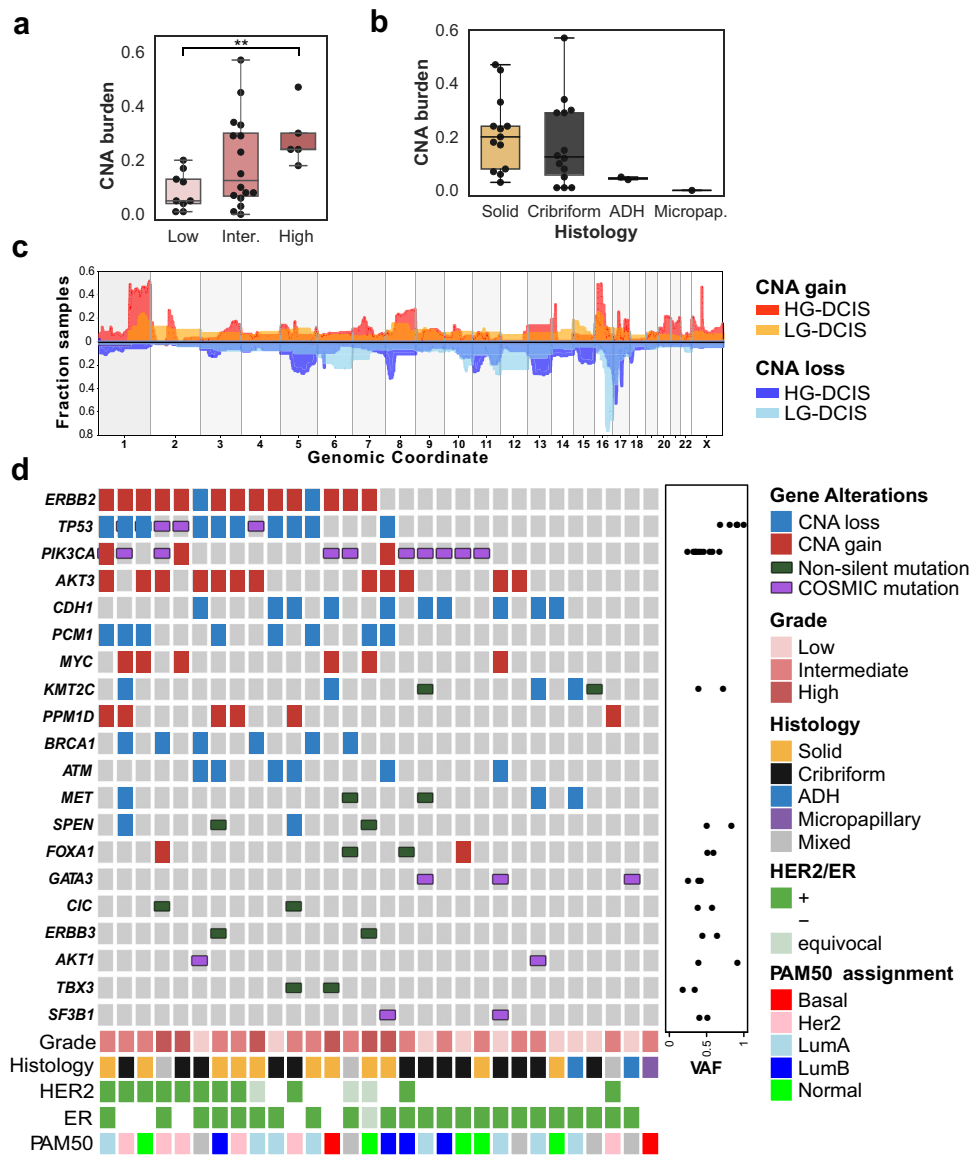 a
**
CNA burden
0.6
0.4
0.2
0.0
Low Inter. High
b
CNA burden
0.6
0.4
0.2
0.0
Solid Cribriform ADH Micropap.
Histology
c
Fraction samples
0.6
0.4
0.2
0
0.2
0.4
0.6
0.8
1 2 3 4 5 6 7 8 9 10 11 12 13 14 15 16 17 18 20 22 X
Genomic Coordinate
CNA gain
HG-DCIS
LG-DCIS
CNA loss
HG-DCIS
LG-DCIS
d
ERBB2
TP53
PIK3CA
AKT3
CDH1
PCM1
MYC
KMT2C
PPM1D
BRCA1
ATM
MET
SPEN
FOXA1
GATA3
CIC
ERBB3
AKT1
TBX3
SF3B1
Grade
Histology
HER2
ER
PAM50
0 0.5 1
VAF
Gene Alterations
CNA loss
CNA gain
Non-silent mutation
COSMIC mutation
Grade
Low
Intermediate
High
Histology
Solid
Cribriform
ADH
Micropapillary
Mixed
HER2/ER
+
−
equivocal
PAM50 assignment
Basal
Her2
LumA
LumB
Normal